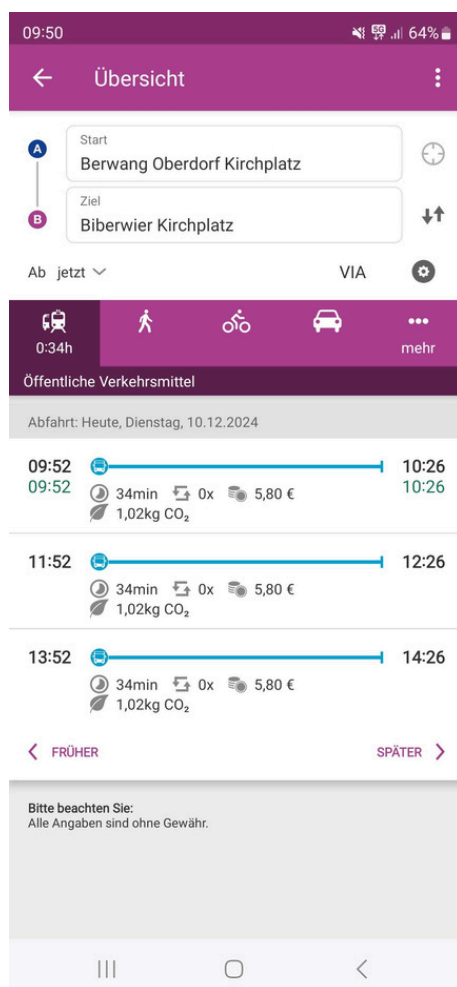 09:50 5G 64%
Übersicht
A
Start
Berwang Oberdorf Kirchplatz
B
Ziel
Biberwier Kirchplatz
Ab jetzt VIA
0:34h mehr
Öffentliche Verkehrsmittel
Abfahrt: Heute, Dienstag, 10.12.2024
09:52 10:26
09:52 10:26
34min 0x 5,80 €
1,02kg CO₂
11:52 12:26
34min 0x 5,80 €
1,02kg CO₂
13:52 14:26
34min 0x 5,80 €
1,02kg CO₂
FRÜHER SPÄTER
Bitte beachten Sie:
Alle Angaben sind ohne Gewähr.